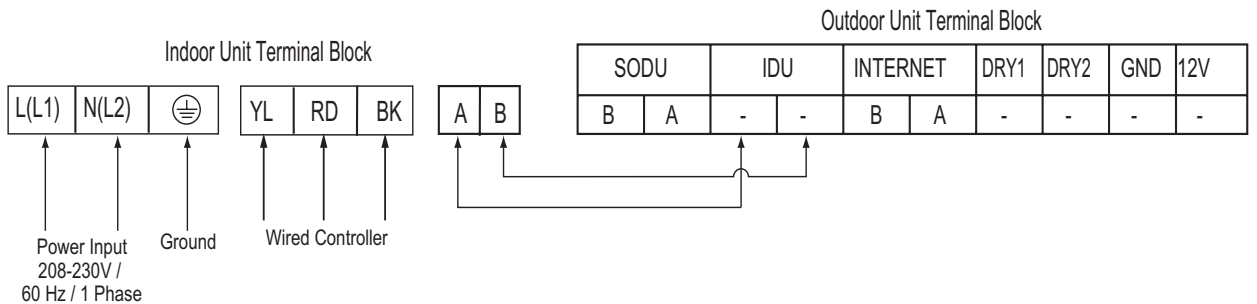 Outdoor Unit Terminal Block
Indoor Unit Terminal Block
SODU IDU INTERNET DRY1 DRY2 GND 12V
B A - - B A - - - -
L(L1) N(L2) YL RD BK A B
Power Input
208-230V /
60 Hz / 1 Phase
Ground
Wired Controller